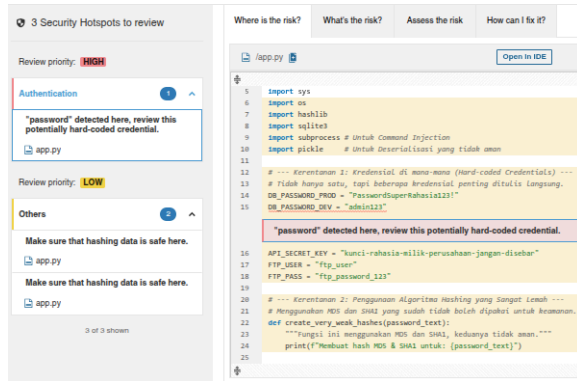 3 Security Hotspots to review
Review priority: HIGH
Authentication 1
"password" detected here, review this
potentially hard-coded credential.
app.py
Review priority: LOW
Others 2
Make sure that hashing data is safe here.
app.py
Make sure that hashing data is safe here.
app.py
3 of 3 shown
Where is the risk? What's the risk? Assess the risk How can I fix it?
/app.py Open in IDE
5 import sys
6 import os
7 import hashlib
8 import sqlite3
9 import subprocess # Untuk Command Injection
10 import pickle # Untuk Deserialisasi yang tidak aman
11
12 # --- Kerentanan 1: Kredensial di mana-mana (Hard-coded Credentials) ---
13 # Tidak hanya satu, tapi beberapa kredensial penting ditulis langsung.
14 DB_PASSWORD_PROD = "PasswordSuperRahasia123!"
15 DB_PASSWORD_DEV = "admin123"
"password" detected here, review this potentially hard-coded credential.
16 API_SECRET_KEY = "kunci-rahasia-milik-perusahaan-jangan-disebar"
17 FTP_USER = "ftp_user"
18 FTP_PASS = "ftp_password_123"
19
20 # --- Kerentanan 2: Penggunaan Algoritma Hashing yang Sangat Lemah ---
21 # Menggunakan MD5 dan SHA1 yang sudah tidak boleh dipakai untuk keamanan.
22 def create_very_weak_hashes(password_text):
23 """Fungsi ini menggunakan MD5 dan SHA1, keduanya tidak aman."""
24 print(f"Membuat hash MD5 & SHA1 untuk: {password_text}")
25